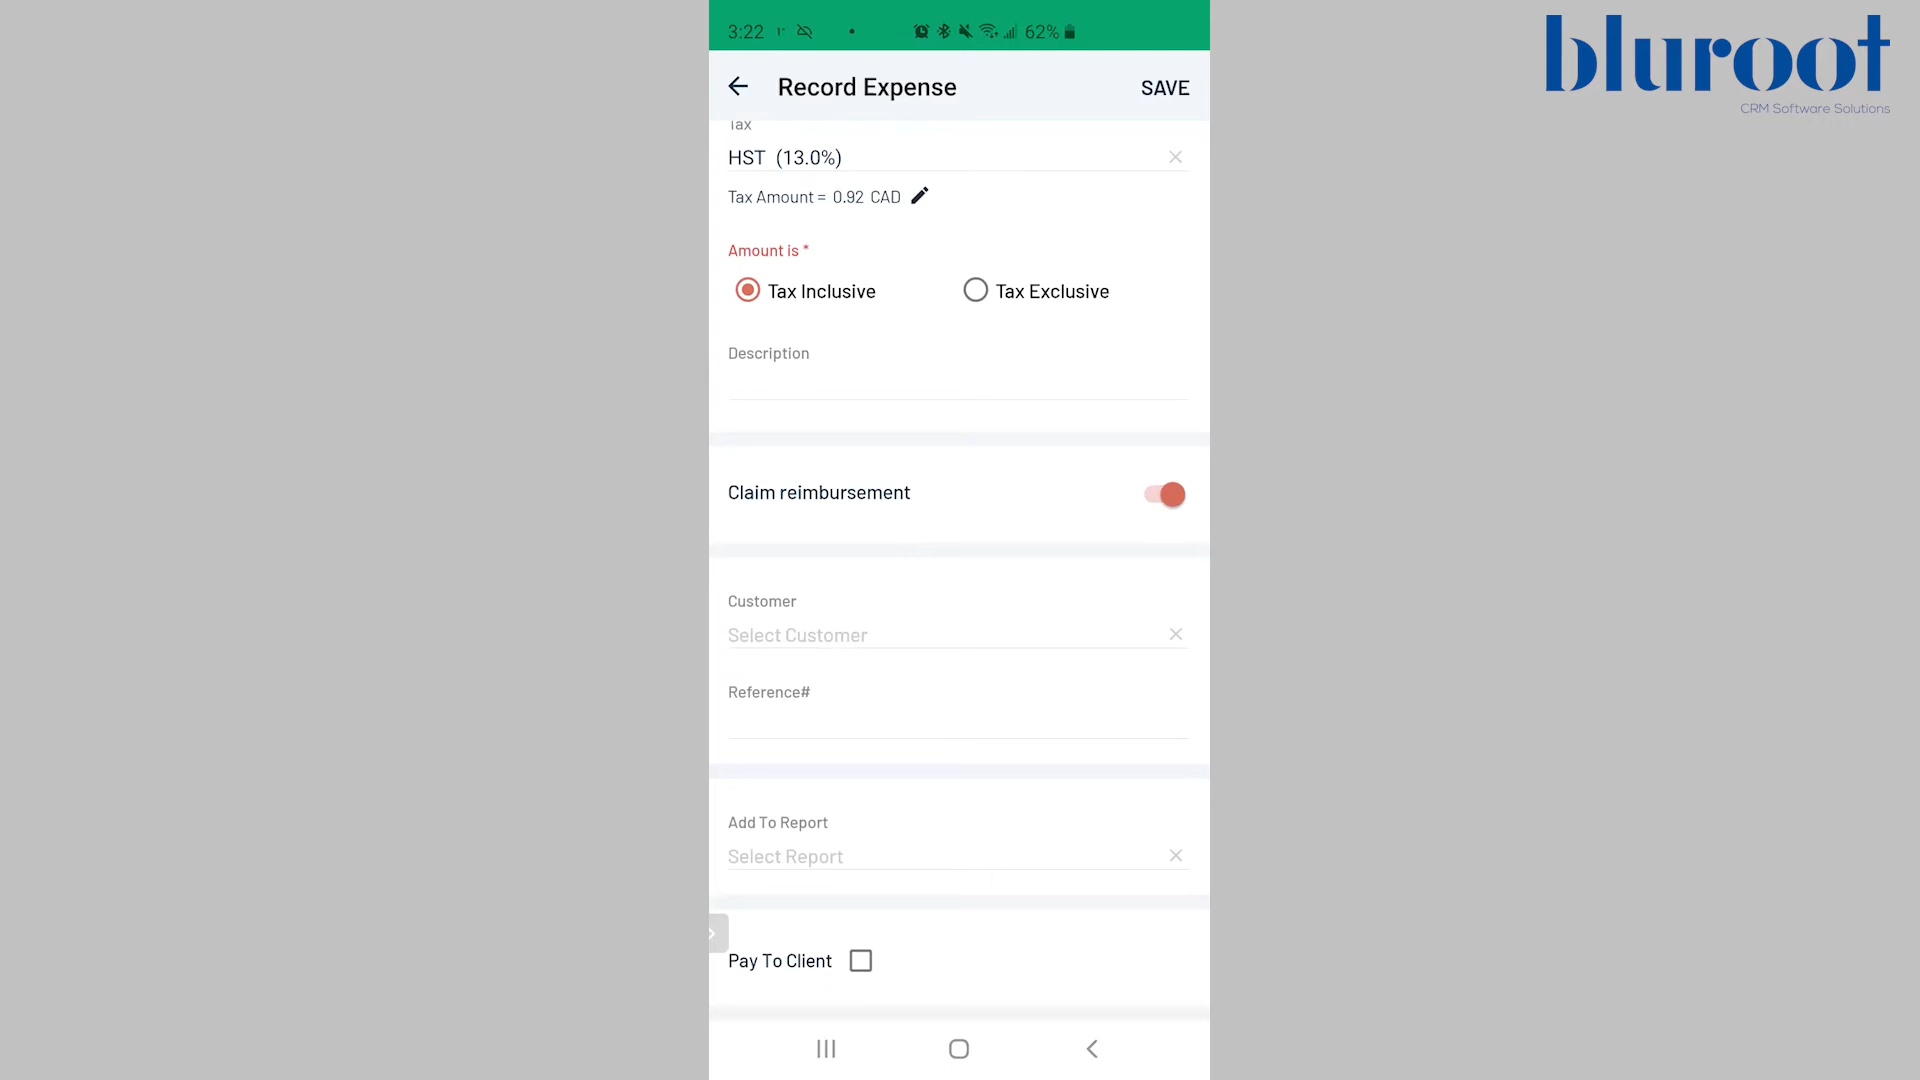 3:22
62%
bluroot
CRM Software Solutions
Record Expense
SAVE
Tax
HST (13.0%)
Tax Amount = 0.92 CAD
Amount is *
Tax Inclusive
Tax Exclusive
Description
Claim reimbursement
Customer
Select Customer
Reference#
Add To Report
Select Report
Pay To Client